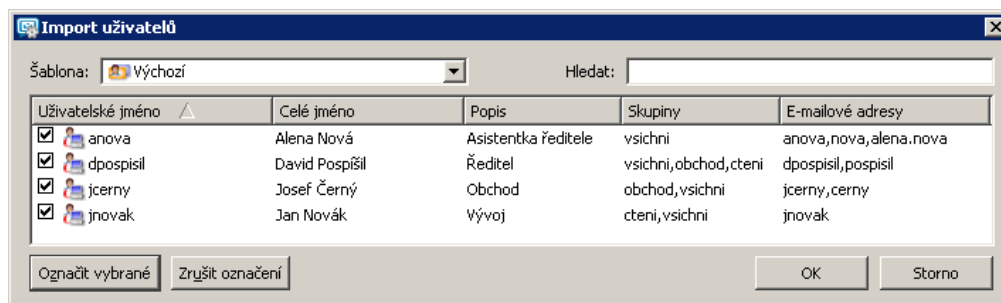 Import uživatelů
Šablona: Výchozí Hledat:
Uživatelské jméno Celé jméno Popis Skupiny E-mailové adresy
anova Alena Nová Asistentka ředitele vsichni anova,nova,alena.nova
dpospisil David Pospíšil Ředitel vsichni,obchod,cteni dpospisil,pospisil
jcerny Josef Černý Obchod obchod,vsichni jcerny,cerny
jnovak Jan Novák Vývoj cteni,vsichni jnovak
Označit vybrané Zrušit označení OK Storno